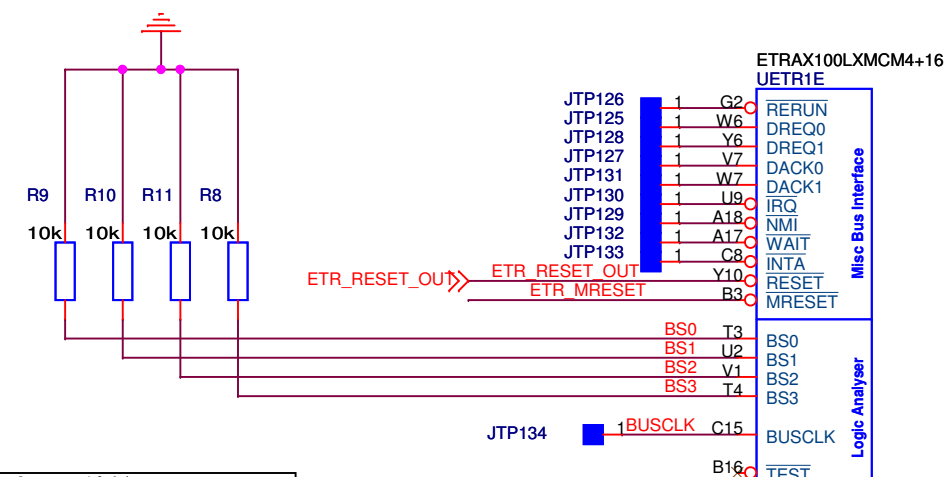 ETRAX100LXMCM4+16
UETR1E
JTP126 1 G2 RERUN
JTP125 1 W6 DREQ0
JTP128 1 Y6 DREQ1
JTP127 1 V7 DACK0
JTP131 1 W7 DACK1
JTP130 1 U9 IRQ
JTP129 1 A18 NMI
JTP132 1 A17 WAIT
JTP133 1 C8 INTA
ETR_RESET_OUT ETR_RESET_OUT Y10 RESET
ETR_MRESET B3 MRESET
Misc Bus Interface
R9 R10 R11 R8
10k 10k 10k 10k
BS0 T3 BS0
BS1 U2 BS1
BS2 V1 BS2
BS3 T4 BS3
JTP134 1 BUSCLK C15 BUSCLK
B16 TEST
Logic Analyser